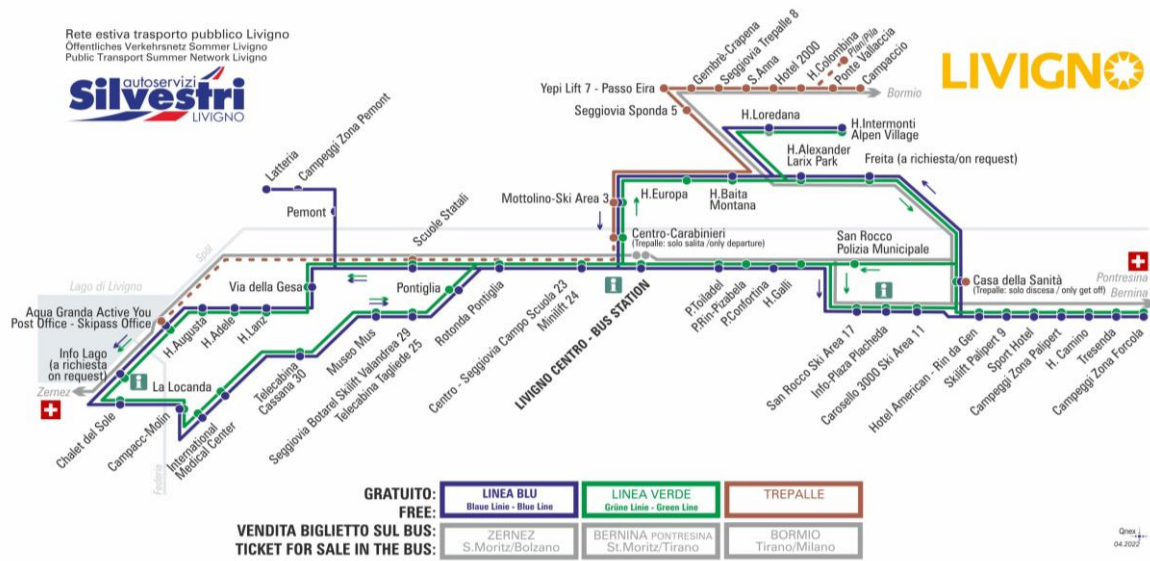 Rete estiva trasporto pubblico Livigno
Öffentliches Verkehrsnetz Sommer Livigno
Public Transport Summer Network Livigno
autoservizi
Silvestri
LIVIGNO
LIVIGNO
Gembrè-Crapena
Seggiovia Trepalle 8
S.Anna
Hotel 2000
H.Colombina
Plan/Pila
Ponte Vallaccia
Campaccio
Yepi Lift 7 - Passo Eira
Bormio
Seggiovia Sponda 5
H.Loredana
H.Intermonti
Alpen Village
H.Alexander
Larix Park
Freita (a richiesta/on request)
Latteria
Campeggi Zona Pemont
Pemont
Mottolino-Ski Area 3
H.Europa
H.Baita
Montana
Scuole Statali
Centro-Carabinieri
(Trepalle: solo salita /only departure)
San Rocco
Polizia Municipale
Spöl
Lago di Livigno
Via della Gesa
Pontiglia
Casa della Sanità
(Trepalle: solo discesa / only get off)
Pontresina
Bernina
Aqua Granda Active You
Post Office - Skipass Office
H.Augusta
H.Adele
H.Lanz
Info Lago
(a richiesta
on request)
Zernez
La Locanda
Chalet del Sole
Campacc-Molin
Federia
International
Medical Center
Telecabina
Cassana 30
Museo Mus
Seggiovia Botarel Skilift Valandrea 29
Telecabina Tagliede 25
Rotonda Pontiglia
Centro - Seggiovia Campo Scuola 23
Minilift 24
LIVIGNO CENTRO - BUS STATION
P.Toiladel
P.Rin-Pizabela
P.Confortina
H.Galli
San Rocco Ski Area 17
Info-Plaza Placheda
Carosello 3000 Ski Area 11
Hotel American - Rin da Gen
Skilift Palipert 9
Sport Hotel
Campeggi Zona Palipert
H. Camino
Tresenda
Campeggi Zona Forcola
GRATUITO:
FREE:
LINEA BLU
Blaue Linie - Blue Line
LINEA VERDE
Grüne Linie - Green Line
TREPALLE
VENDITA BIGLIETTO SUL BUS:
TICKET FOR SALE IN THE BUS:
ZERNEZ
S.Moritz/Bolzano
BERNINA PONTRESINA
St.Moritz/Tirano
BORMIO
Tirano/Milano
Qnex
04.2022